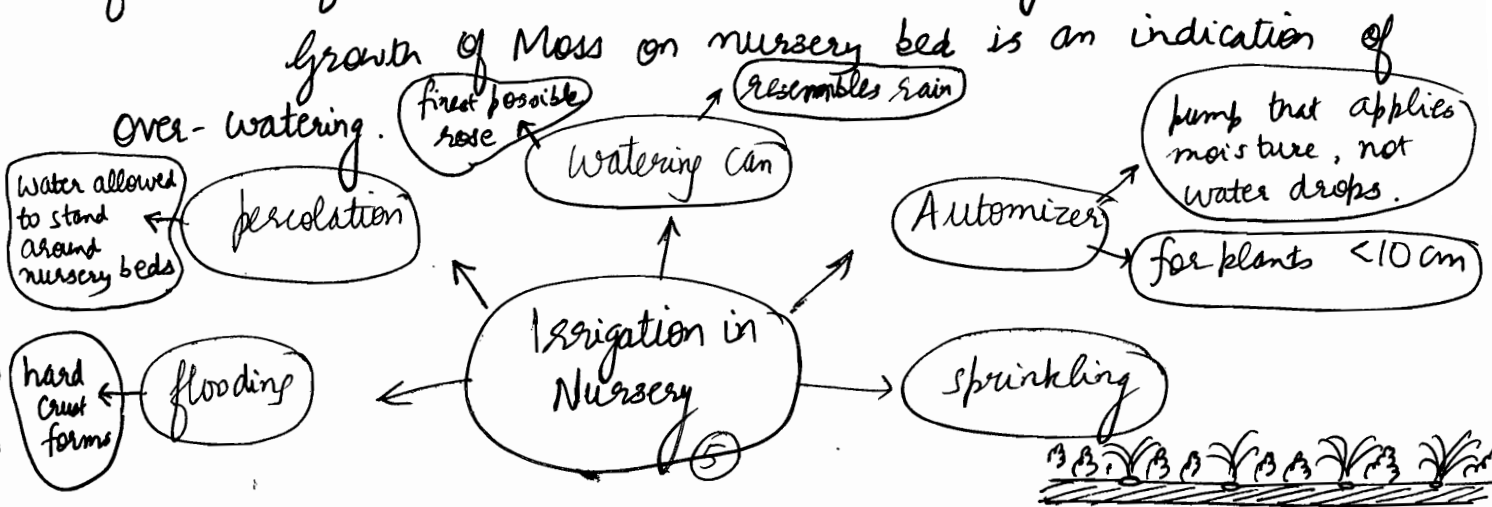 Growth of Moss on nursery bed is an indication of
over-watering.
finest possible
rose
resembles rain
Watering can
pump that applies
moisture, not
water drops.
Water allowed
to stand
around
nursery beds
percolation
Automizer
for plants <10 cm
Irrigation in
Nursery
5
hard
crust
forms
flooding
sprinkling